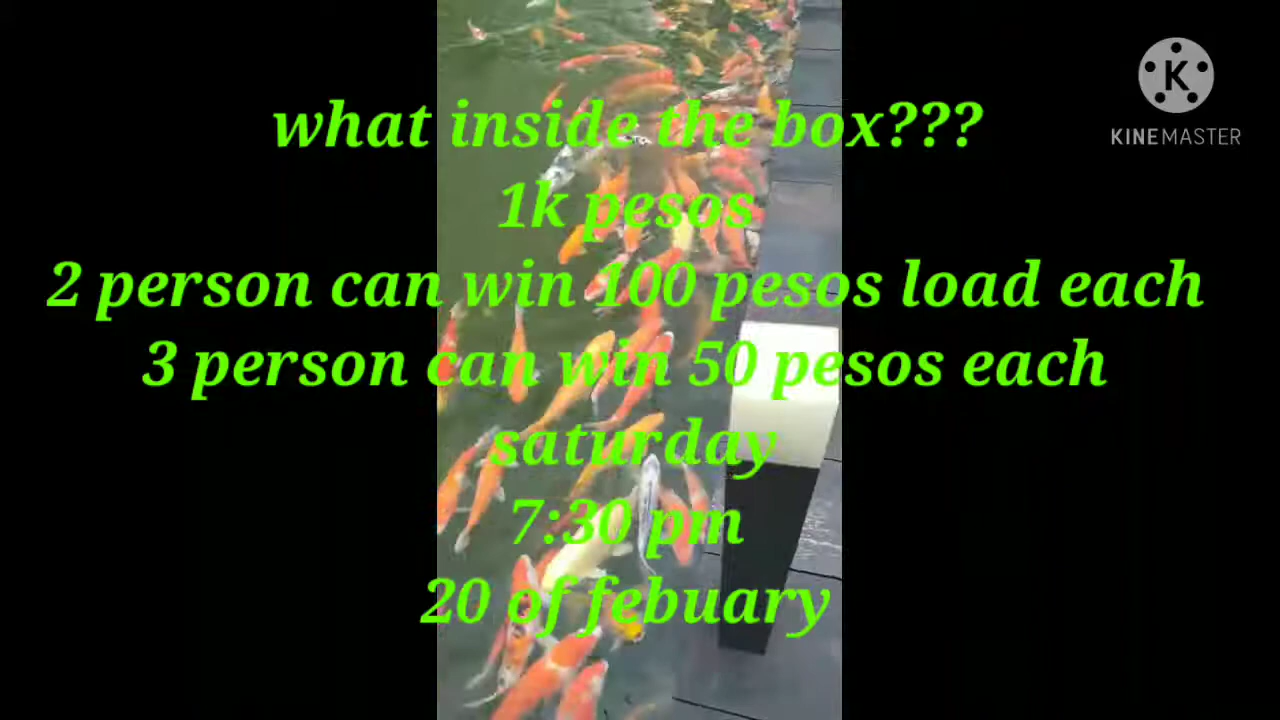 what inside the box???
1k pesos
2 person can win 100 pesos load each
3 person can win 50 pesos each
saturday
7:30 pm
20 of febuary
K
KINEMASTER